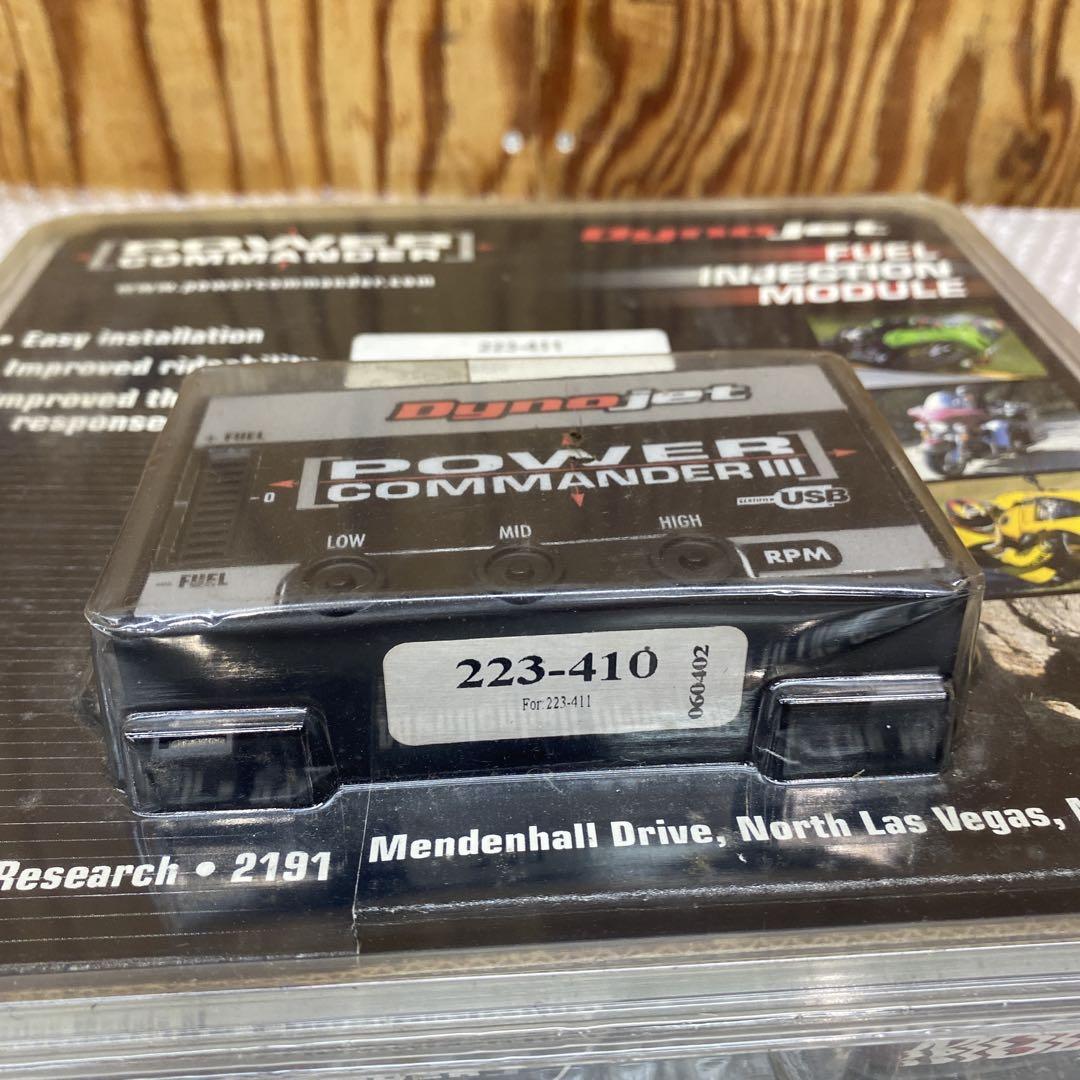 POWER
COMMANDER
www.powercommander.com
Dynojet
FUEL
INJECTION
MODULE
• Easy installation
Improved
Improved
response
223-411
Dynojet
+ FUEL
- 0
POWER
COMMANDER III
CERTIFIED USB
LOW
MID
HIGH
RPM
- FUEL
223-410
For: 223-411
060402
Research • 2191 Mendenhall Drive, North Las Vegas,